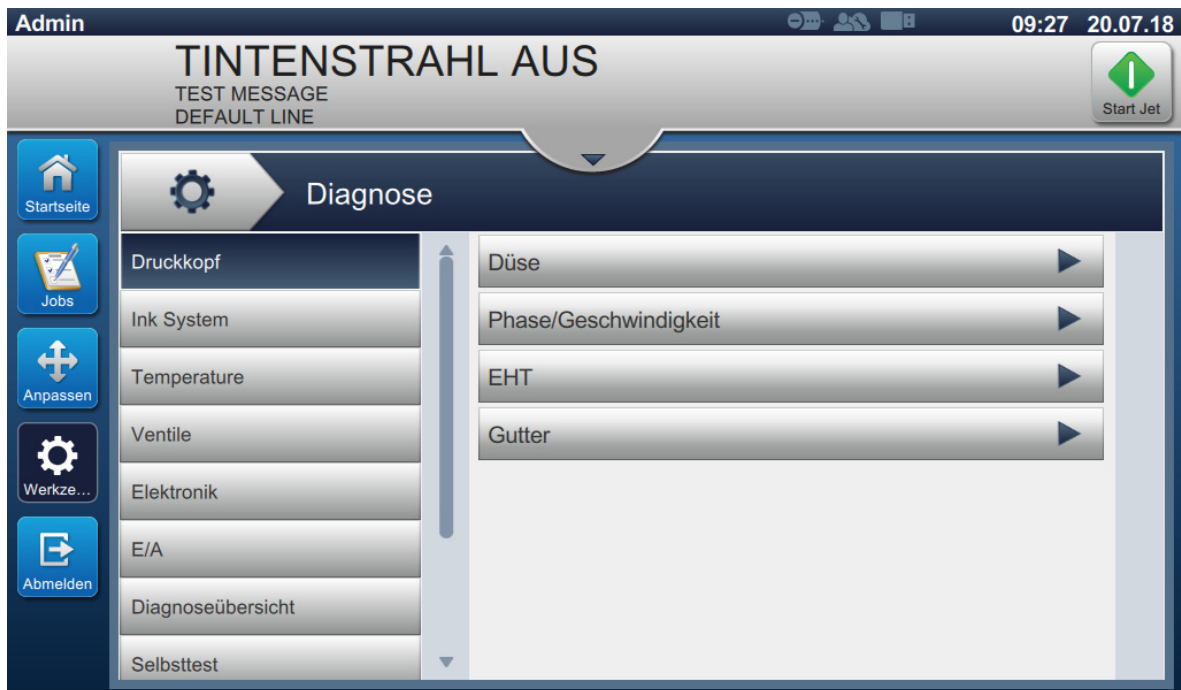 Admin
09:27 20.07.18
TINTENSTRAHL AUS
TEST MESSAGE
DEFAULT LINE
Start Jet
Startseite
Jobs
Anpassen
Werkze...
Abmelden
Diagnose
Druckkopf
Ink System
Temperature
Ventile
Elektronik
E/A
Diagnoseübersicht
Selbsttest
Düse
Phase/Geschwindigkeit
EHT
Gutter